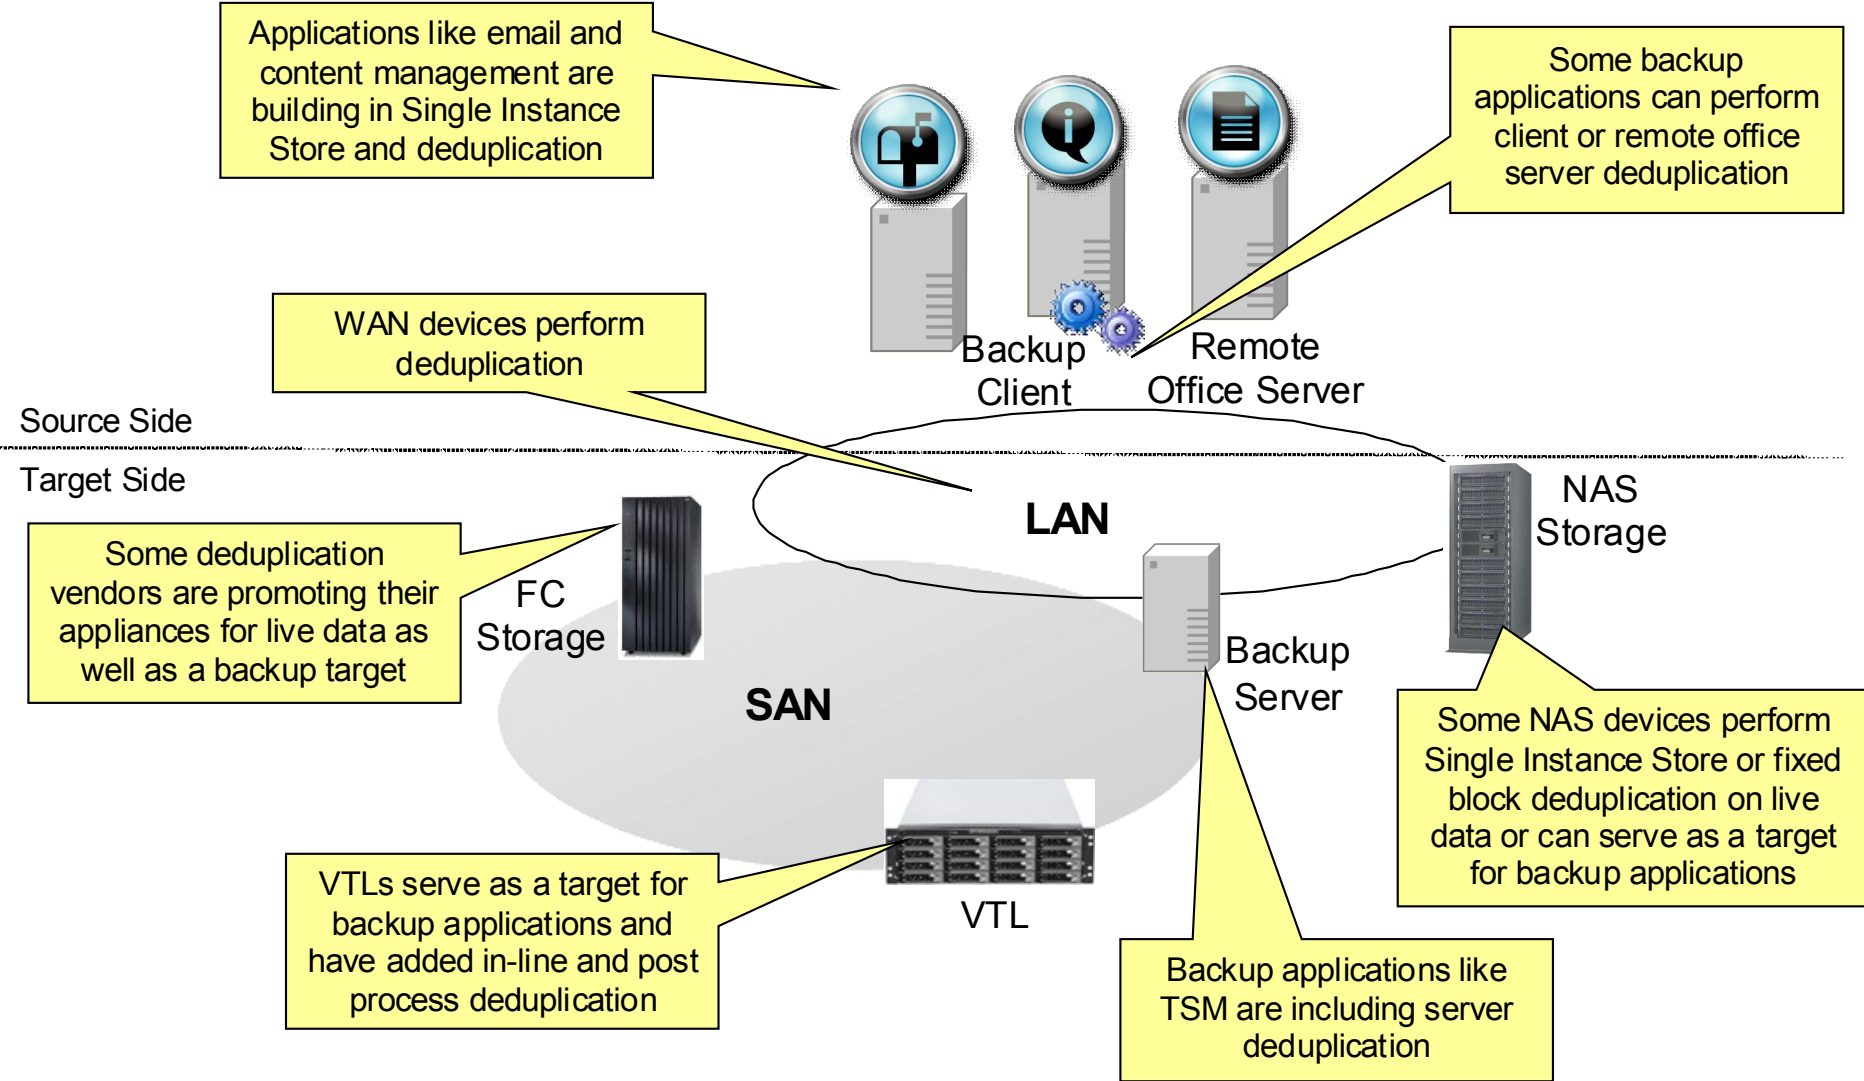 Applications like email and
content management are
building in Single Instance
Store and deduplication
Some backup
applications can perform
client or remote office
server deduplication
i
WAN devices perform
deduplication
Backup
Client
Remote
Office Server
Source Side
Target Side
LAN
NAS
Storage
Some deduplication
vendors are promoting their
appliances for live data as
well as a backup target
FC
Storage
SAN
Backup
Server
Some NAS devices perform
Single Instance Store or fixed
block deduplication on live
data or can serve as a target
for backup applications
VTLs serve as a target for
backup applications and
have added in-line and post
process deduplication
VTL
Backup applications like
TSM are including server
deduplication